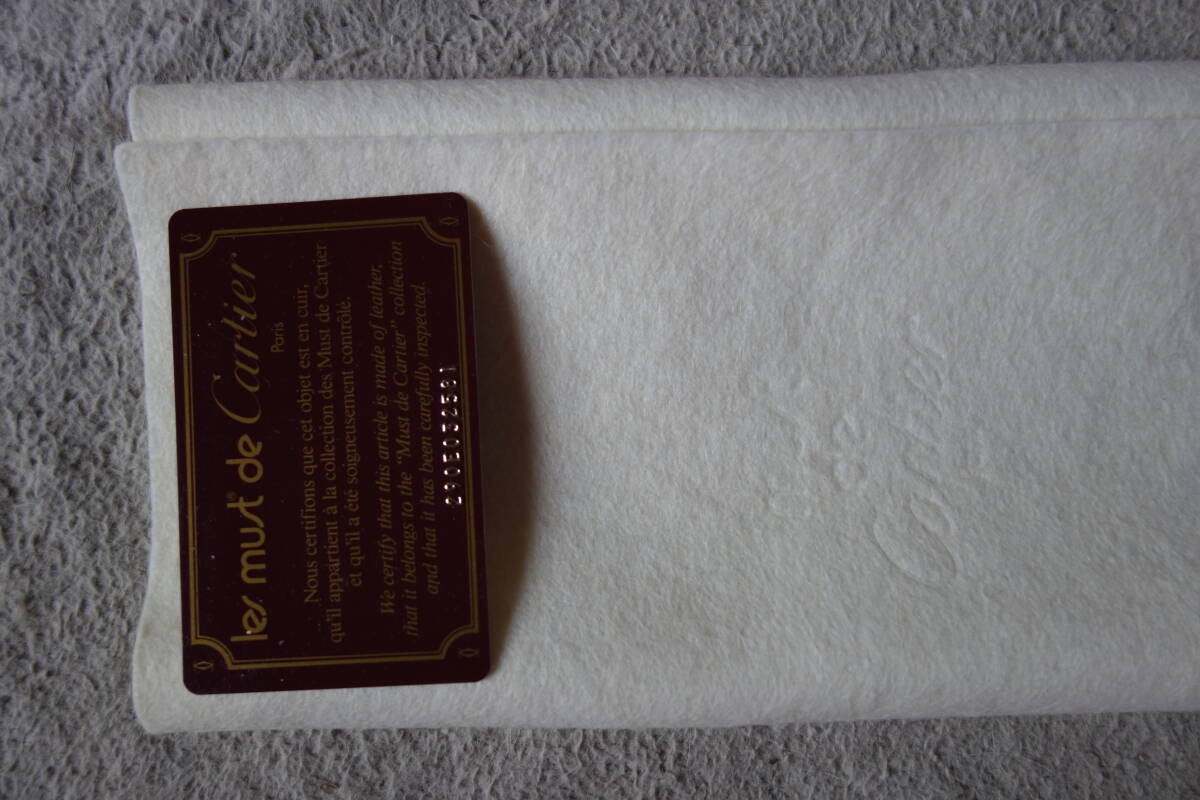 les must® de Cartier
Paris
Nous certifions que cet objet est en cuir,
qu'il appartient à la collection des Must de Cartier
et qu'il a été soigneusement contrôlé.
We certify that this article is made of leather,
that it belongs to the "Must de Cartier" collection
and that it has been carefully inspected.
de
Cartier